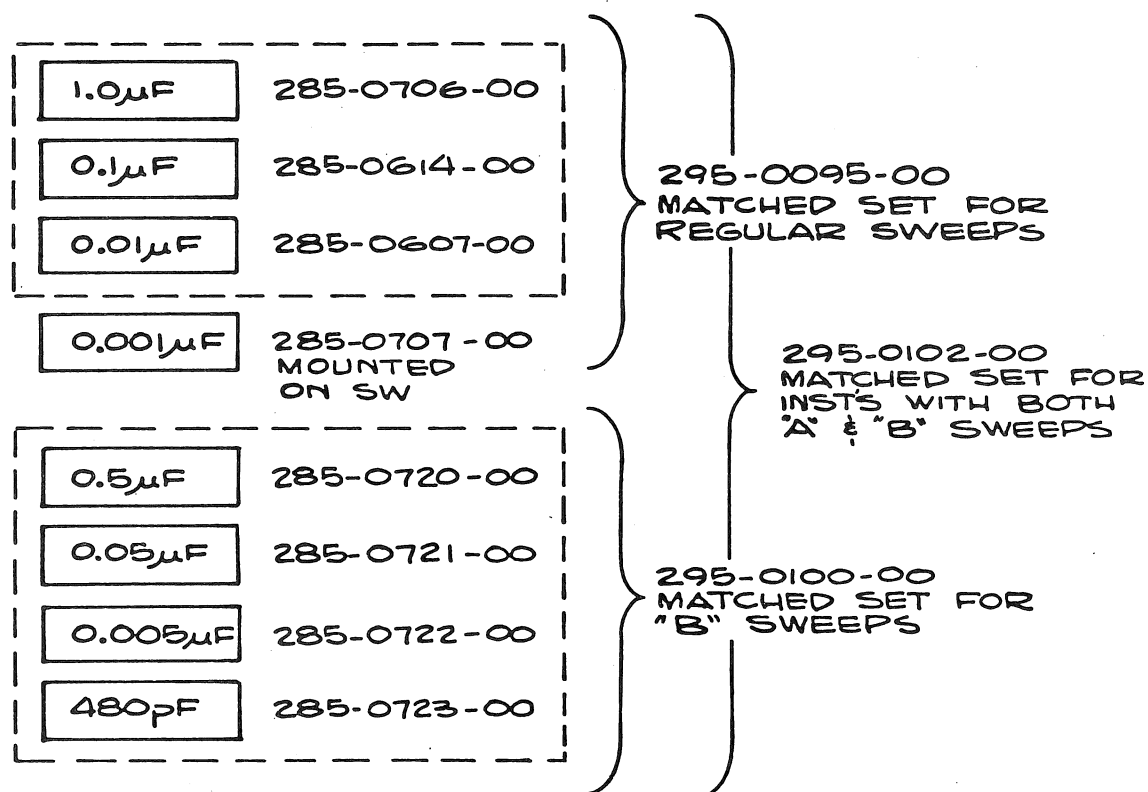 1.0µF 285-0706-00
0.1µF 285-0614-00
0.01µF 285-0607-00
0.001µF 285-0707-00
MOUNTED
ON SW
295-0095-00
MATCHED SET FOR
REGULAR SWEEPS
295-0102-00
MATCHED SET FOR
INST'S WITH BOTH
"A" & "B" SWEEPS
0.5µF 285-0720-00
0.05µF 285-0721-00
0.005µF 285-0722-00
480pF 285-0723-00
295-0100-00
MATCHED SET FOR
"B" SWEEPS